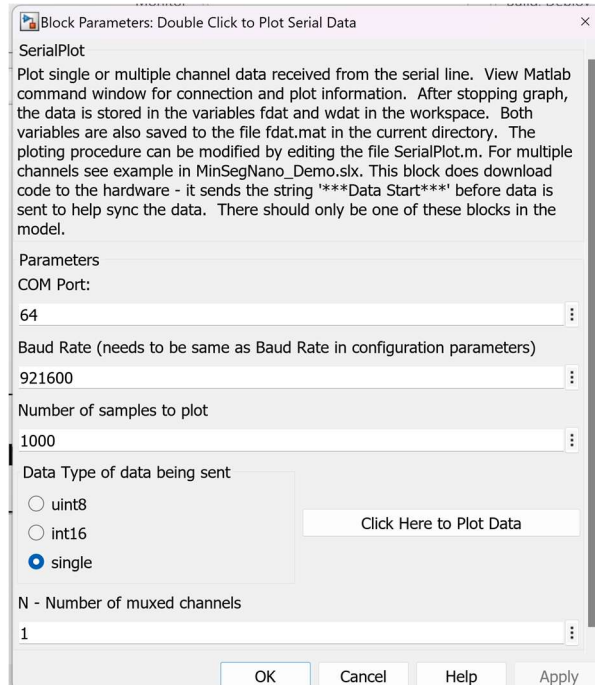 Block Parameters: Double Click to Plot Serial Data
SerialPlot
Plot single or multiple channel data received from the serial line.  View Matlab
command window for connection and plot information.  After stopping graph,
the data is stored in the variables fdat and wdat in the workspace.  Both
variables are also saved to the file fdat.mat in the current directory.  The
ploting procedure can be modified by editing the file SerialPlot.m. For multiple
channels see example in MinSegNano_Demo.slx. This block does download
code to the hardware - it sends the string '***Data Start***' before data is
sent to help sync the data.  There should only be one of these blocks in the
model.
Parameters
COM Port:
64
Baud Rate (needs to be same as Baud Rate in configuration parameters)
921600
Number of samples to plot
1000
Data Type of data being sent
uint8
int16
single
Click Here to Plot Data
N - Number of muxed channels
1
OK Cancel Help Apply